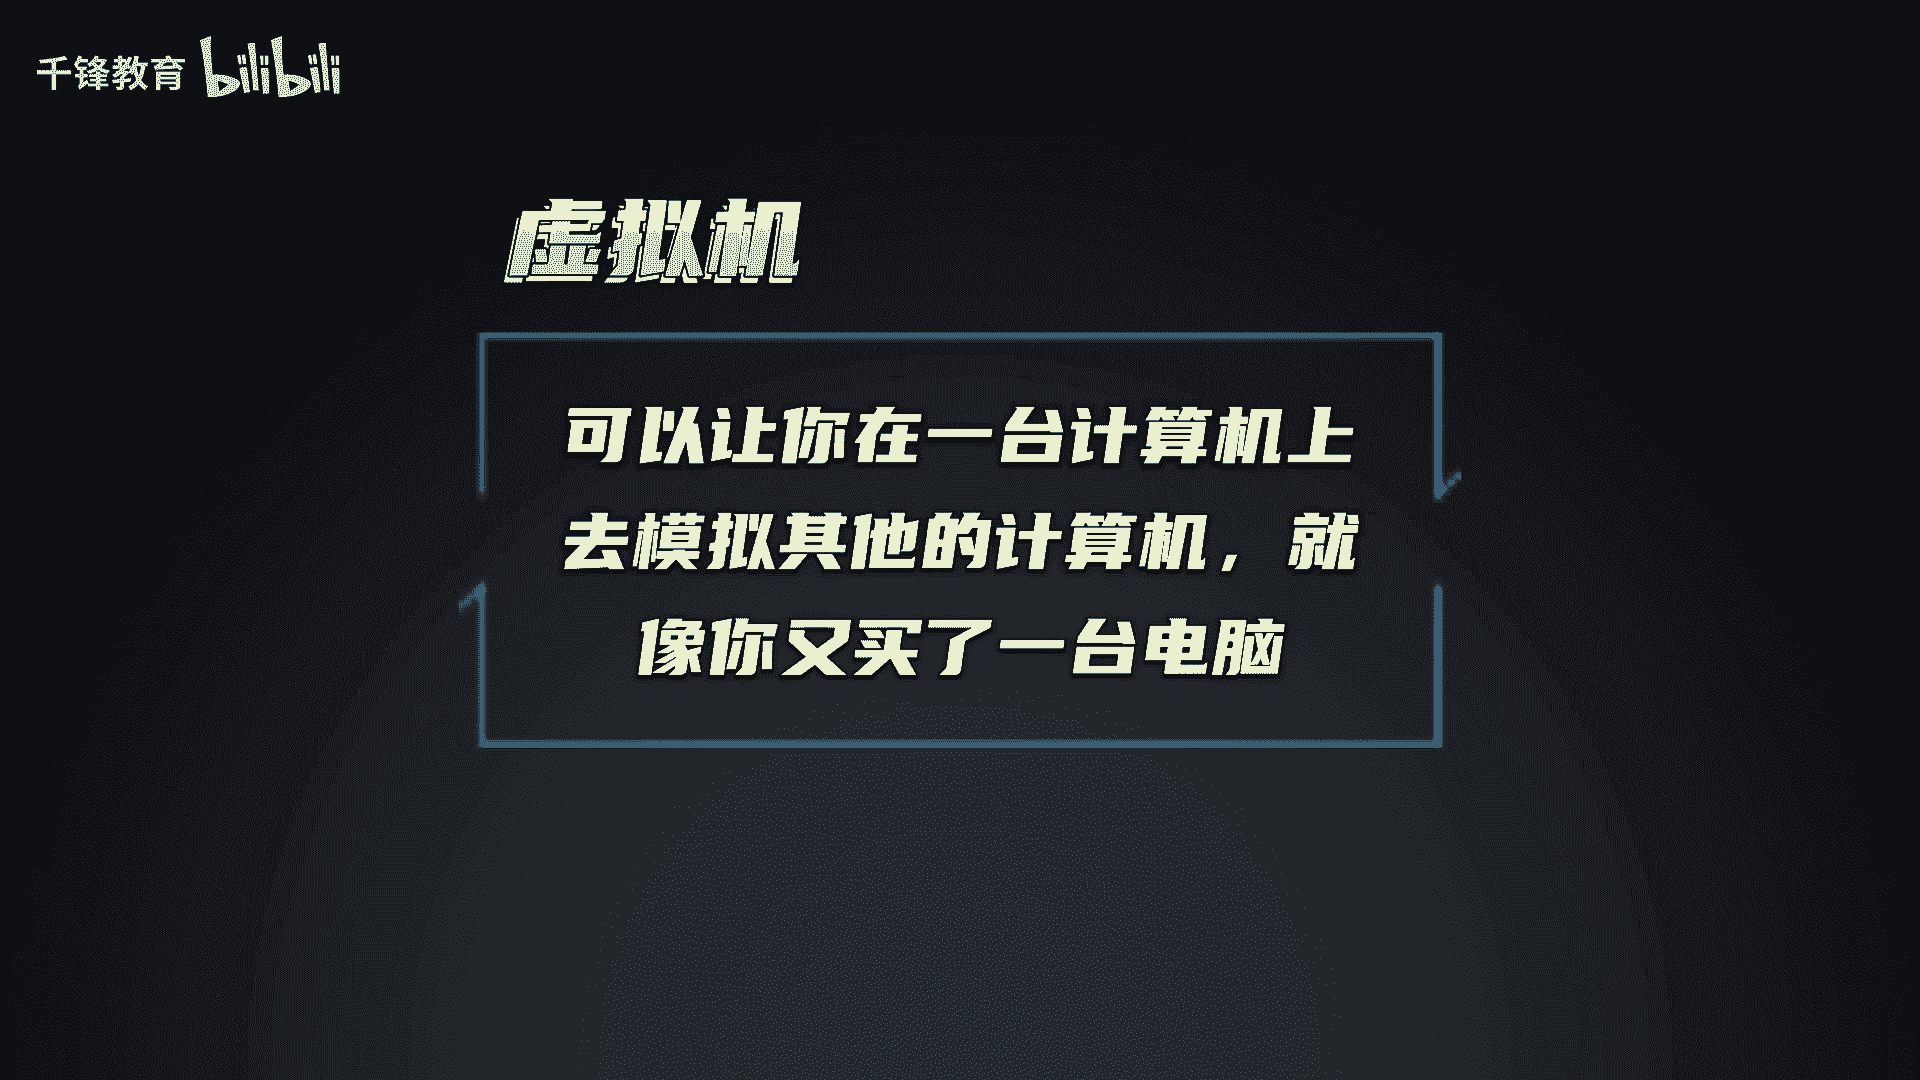 千锋教育 bilibili
虚拟机
可以让你在一台计算机上
去模拟其他的计算机，就
像你又买了一台电脑